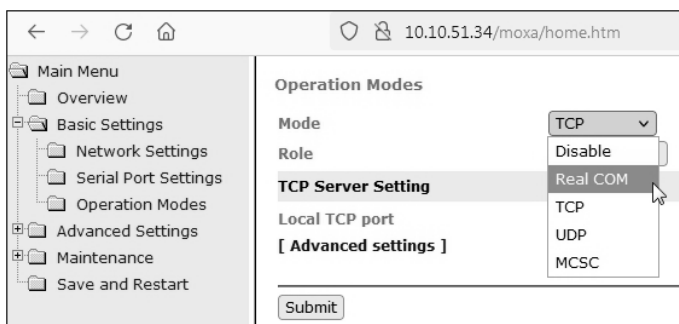 10.10.51.34/moxa/home.htm
Main Menu
Overview
Basic Settings
Network Settings
Serial Port Settings
Operation Modes
Advanced Settings
Maintenance
Save and Restart
Operation Modes
Mode TCP
Role Disable
Real COM
TCP Server Setting
TCP
Local TCP port
UDP
[ Advanced settings ]
MCSC
Submit